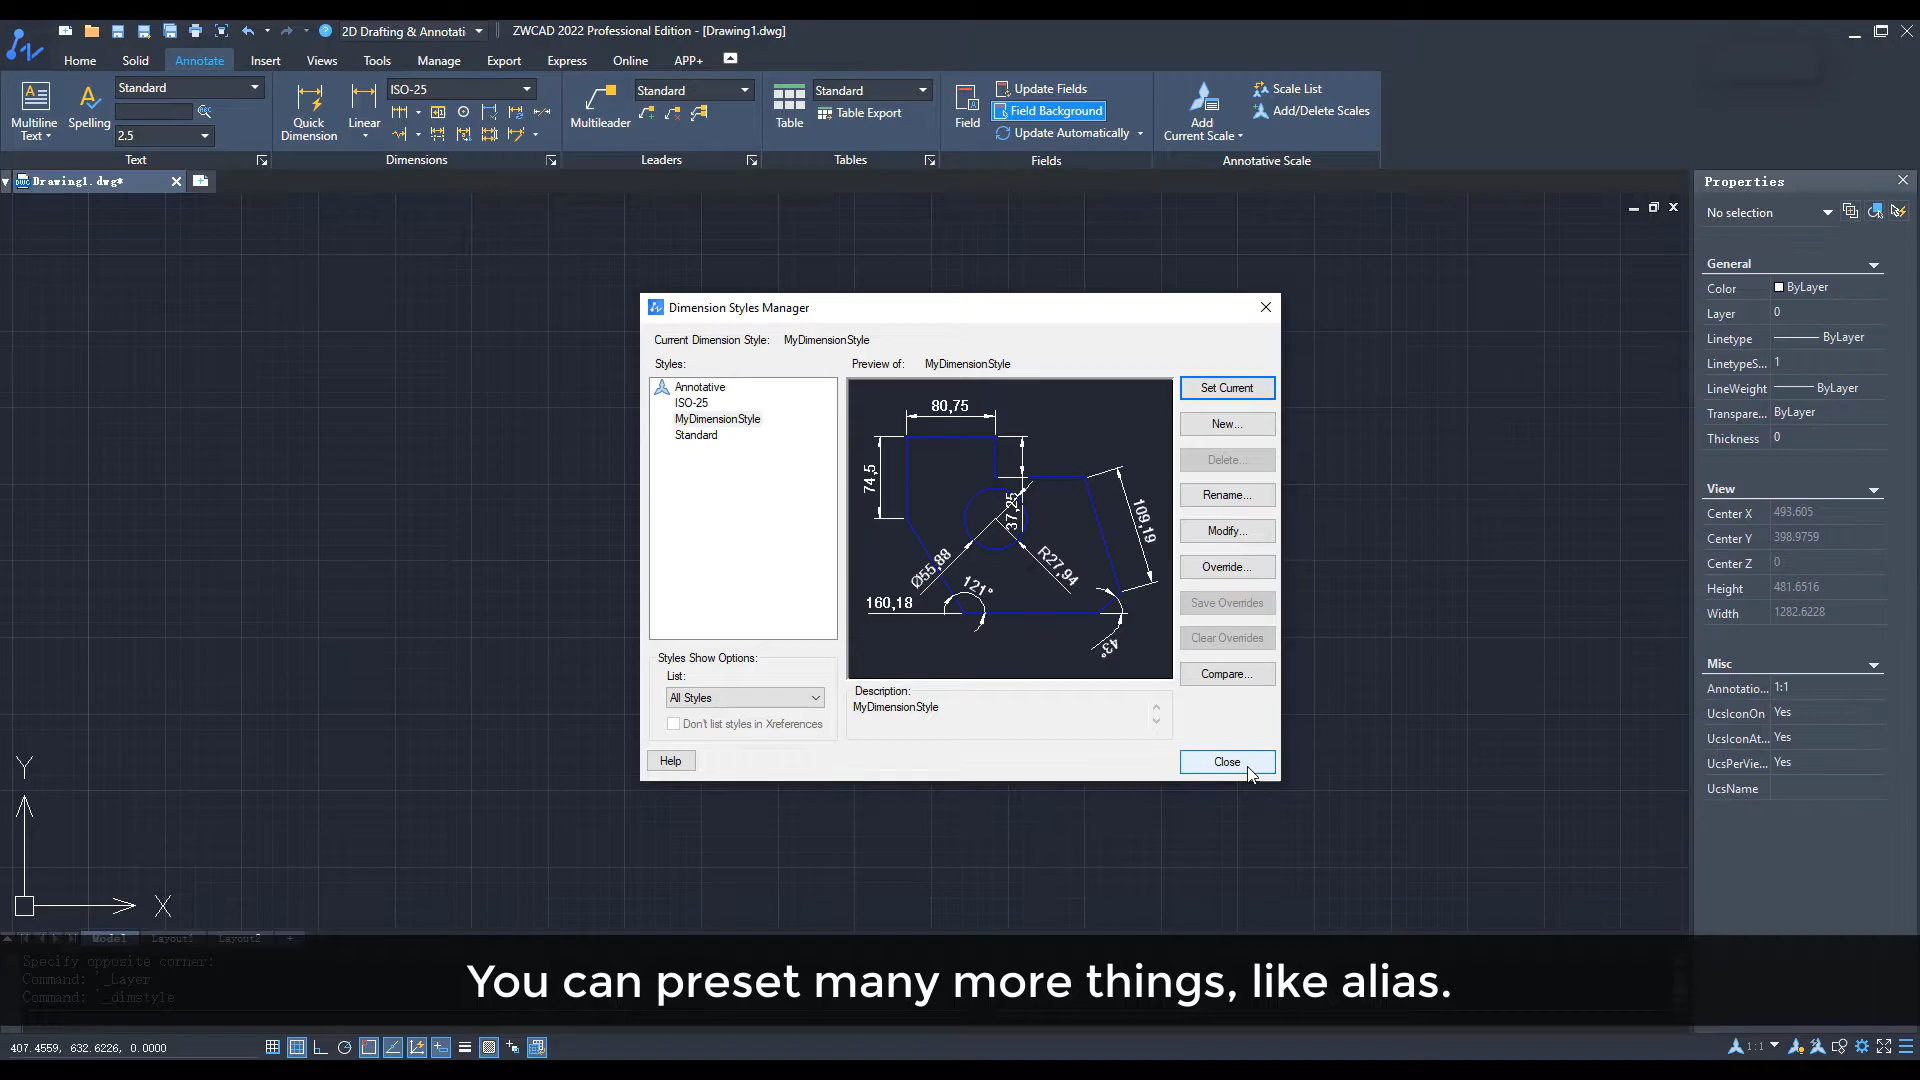 2D Drafting & Annotati
ZWCAD 2022 Professional Edition - [Drawing1.dwg]
Home Solid Annotate Insert Views Tools Manage Export Express Online APP+
Multiline Text
Spelling
Standard
2.5
Text
Quick Dimension
Linear
ISO-25
Dimensions
Multileader
Standard
Leaders
Table
Standard
Table Export
Tables
Field
Update Fields
Field Background
Update Automatically
Fields
Add Current Scale
Scale List
Add/Delete Scales
Annotative Scale
Drawing1.dwg*
Properties
No selection
General
Color ByLayer
Layer 0
Linetype ByLayer
LinetypeS... 1
LineWeight ByLayer
Transpare... ByLayer
Thickness 0
View
Center X 493.605
Center Y 398.9759
Center Z 0
Height 481.6516
Width 1282.6228
Misc
Annotatio... 1:1
UcsIconOn Yes
UcsIconAt... Yes
UcsPerVie... Yes
UcsName
Dimension Styles Manager
Current Dimension Style: MyDimensionStyle
Styles:
Annotative
ISO-25
MyDimensionStyle
Standard
Preview of: MyDimensionStyle
80,75
74,5
37,25
109,19
Ø55,88
R27,94
121°
160,18
43°
Set Current
New...
Delete...
Rename...
Modify...
Override...
Save Overrides
Clear Overrides
Compare...
Styles Show Options:
List:
All Styles
Don't list styles in Xreferences
Description:
MyDimensionStyle
Help
Close
Y
X
Model Layout1 Layout2 +
Specify opposite corner:
Command: '_Layer
Command: '_dimstyle
You can preset many more things, like alias.
407.4559, 632.6226, 0.0000
1:1